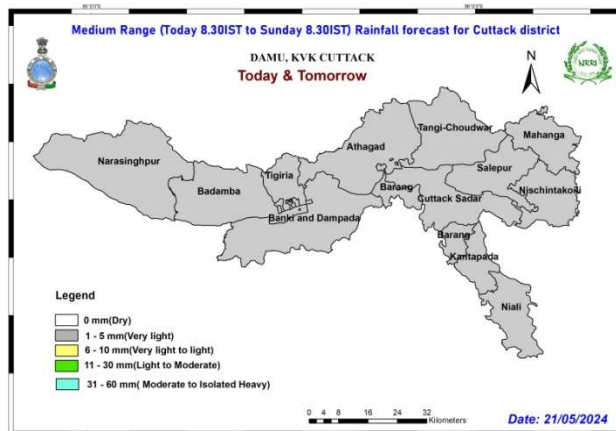 Medium Range (Today 8.30IST to Sunday 8.30IST) Rainfall forecast for Cuttack district
DAMU, KVK CUTTACK
Today & Tomorrow
N
NRRI
Tangi-Choudwar
Mahanga
Athagad
Narasinghpur
Tigiria
Salepur
Badamba
Barang
Nischintakoili
Cuttack Sadar
Banki and Dampada
Barang
Kantapada
Niali
Legend
0 mm(Dry)
1 - 5 mm(Very light)
6 - 10 mm(Very light to light)
11 - 30 mm(Light to Moderate)
31 - 60 mm( Moderate to Isolated Heavy)
0 4 8 16 24 32
Kilometers
Date: 21/05/2024